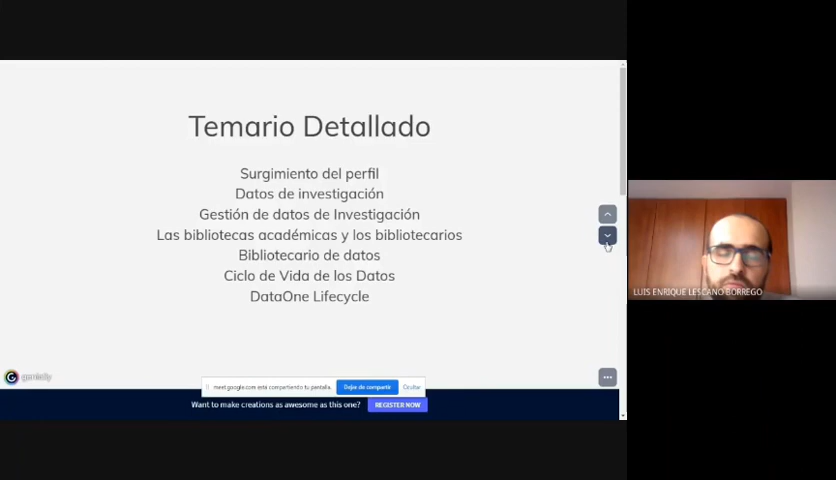 Temario Detallado
Surgimiento del perfil
Datos de investigación
Gestión de datos de Investigación
Las bibliotecas académicas y los bibliotecarios
Bibliotecario de datos
Ciclo de Vida de los Datos
DataOne Lifecycle
LUIS ENRIQUE LESCANO BORREGO
genially
meet.google.com está compartiendo tu pantalla.
Dejar de compartir
Ocultar
Want to make creations as awesome as this one?
REGISTER NOW